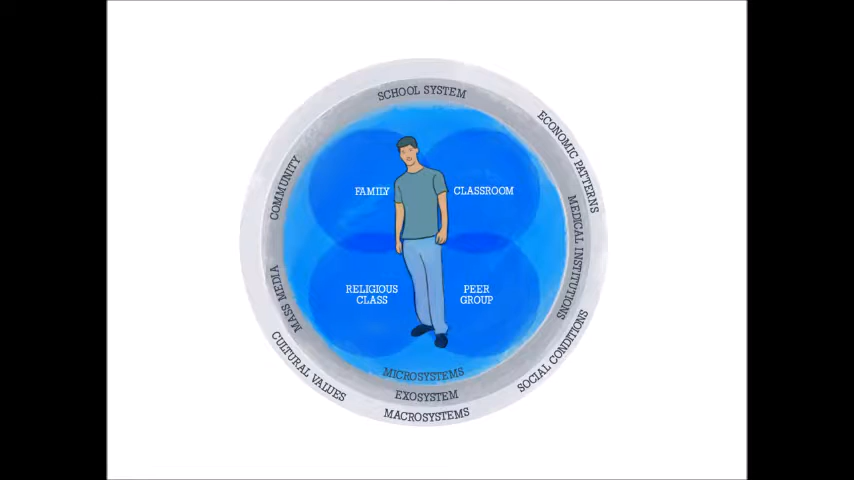 SCHOOL SYSTEM
ECONOMIC PATTERNS
COMMUNITY
FAMILY
CLASSROOM
MEDICAL INSTITUTIONS
MASS MEDIA
RELIGIOUS
CLASS
PEER
GROUP
CULTURAL VALUES
SOCIAL CONDITIONS
MICROSYSTEMS
EXOSYSTEM
MACROSYSTEMS